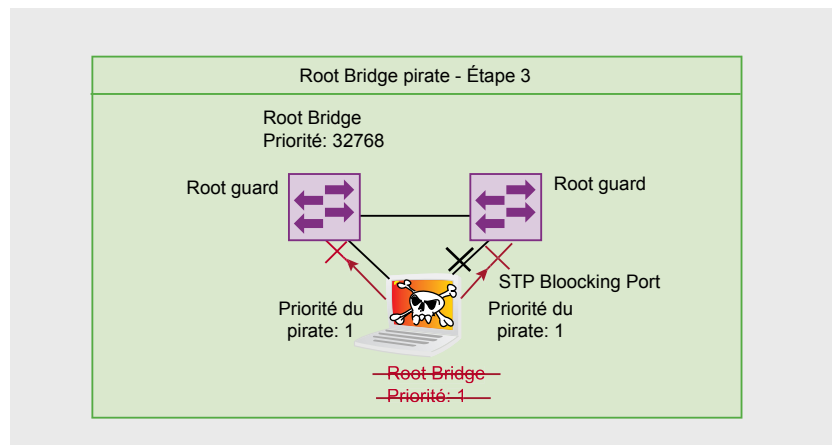 Root Bridge pirate - Étape 3
Root Bridge
Priorité: 32768
Root guard
Root guard
STP Bloocking Port
Priorité du
pirate: 1
Priorité du
pirate: 1
Root Bridge
Priorité: 1